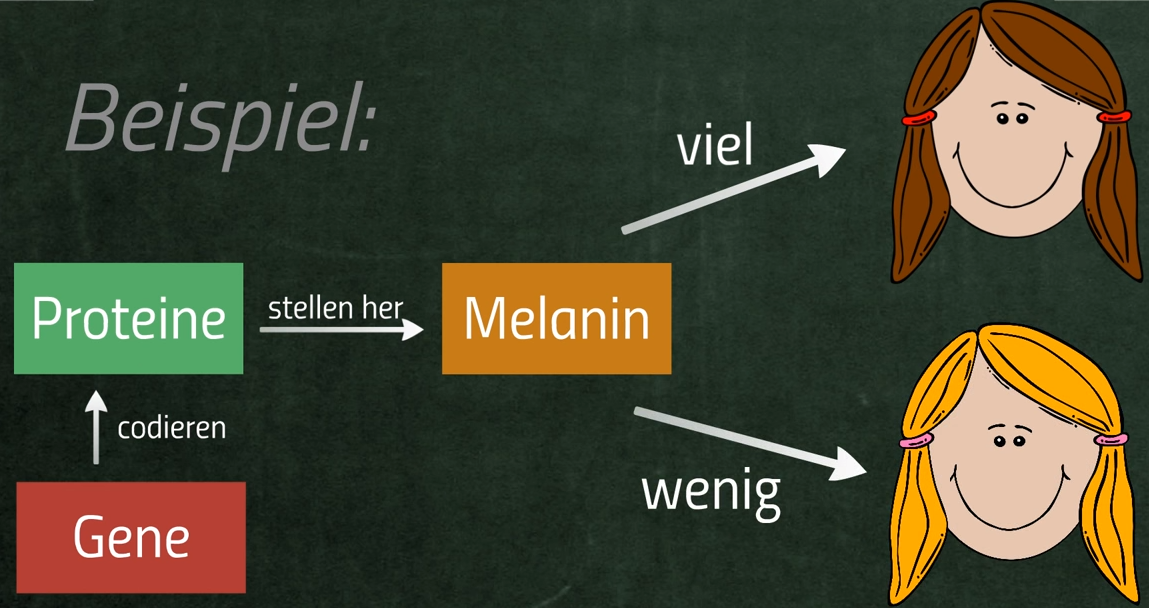 Beispiel:
viel
Proteine
stellen her
Melanin
codieren
wenig
Gene